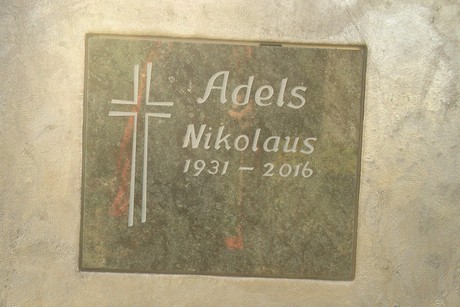 Adels
Nikolaus
1931 – 2016